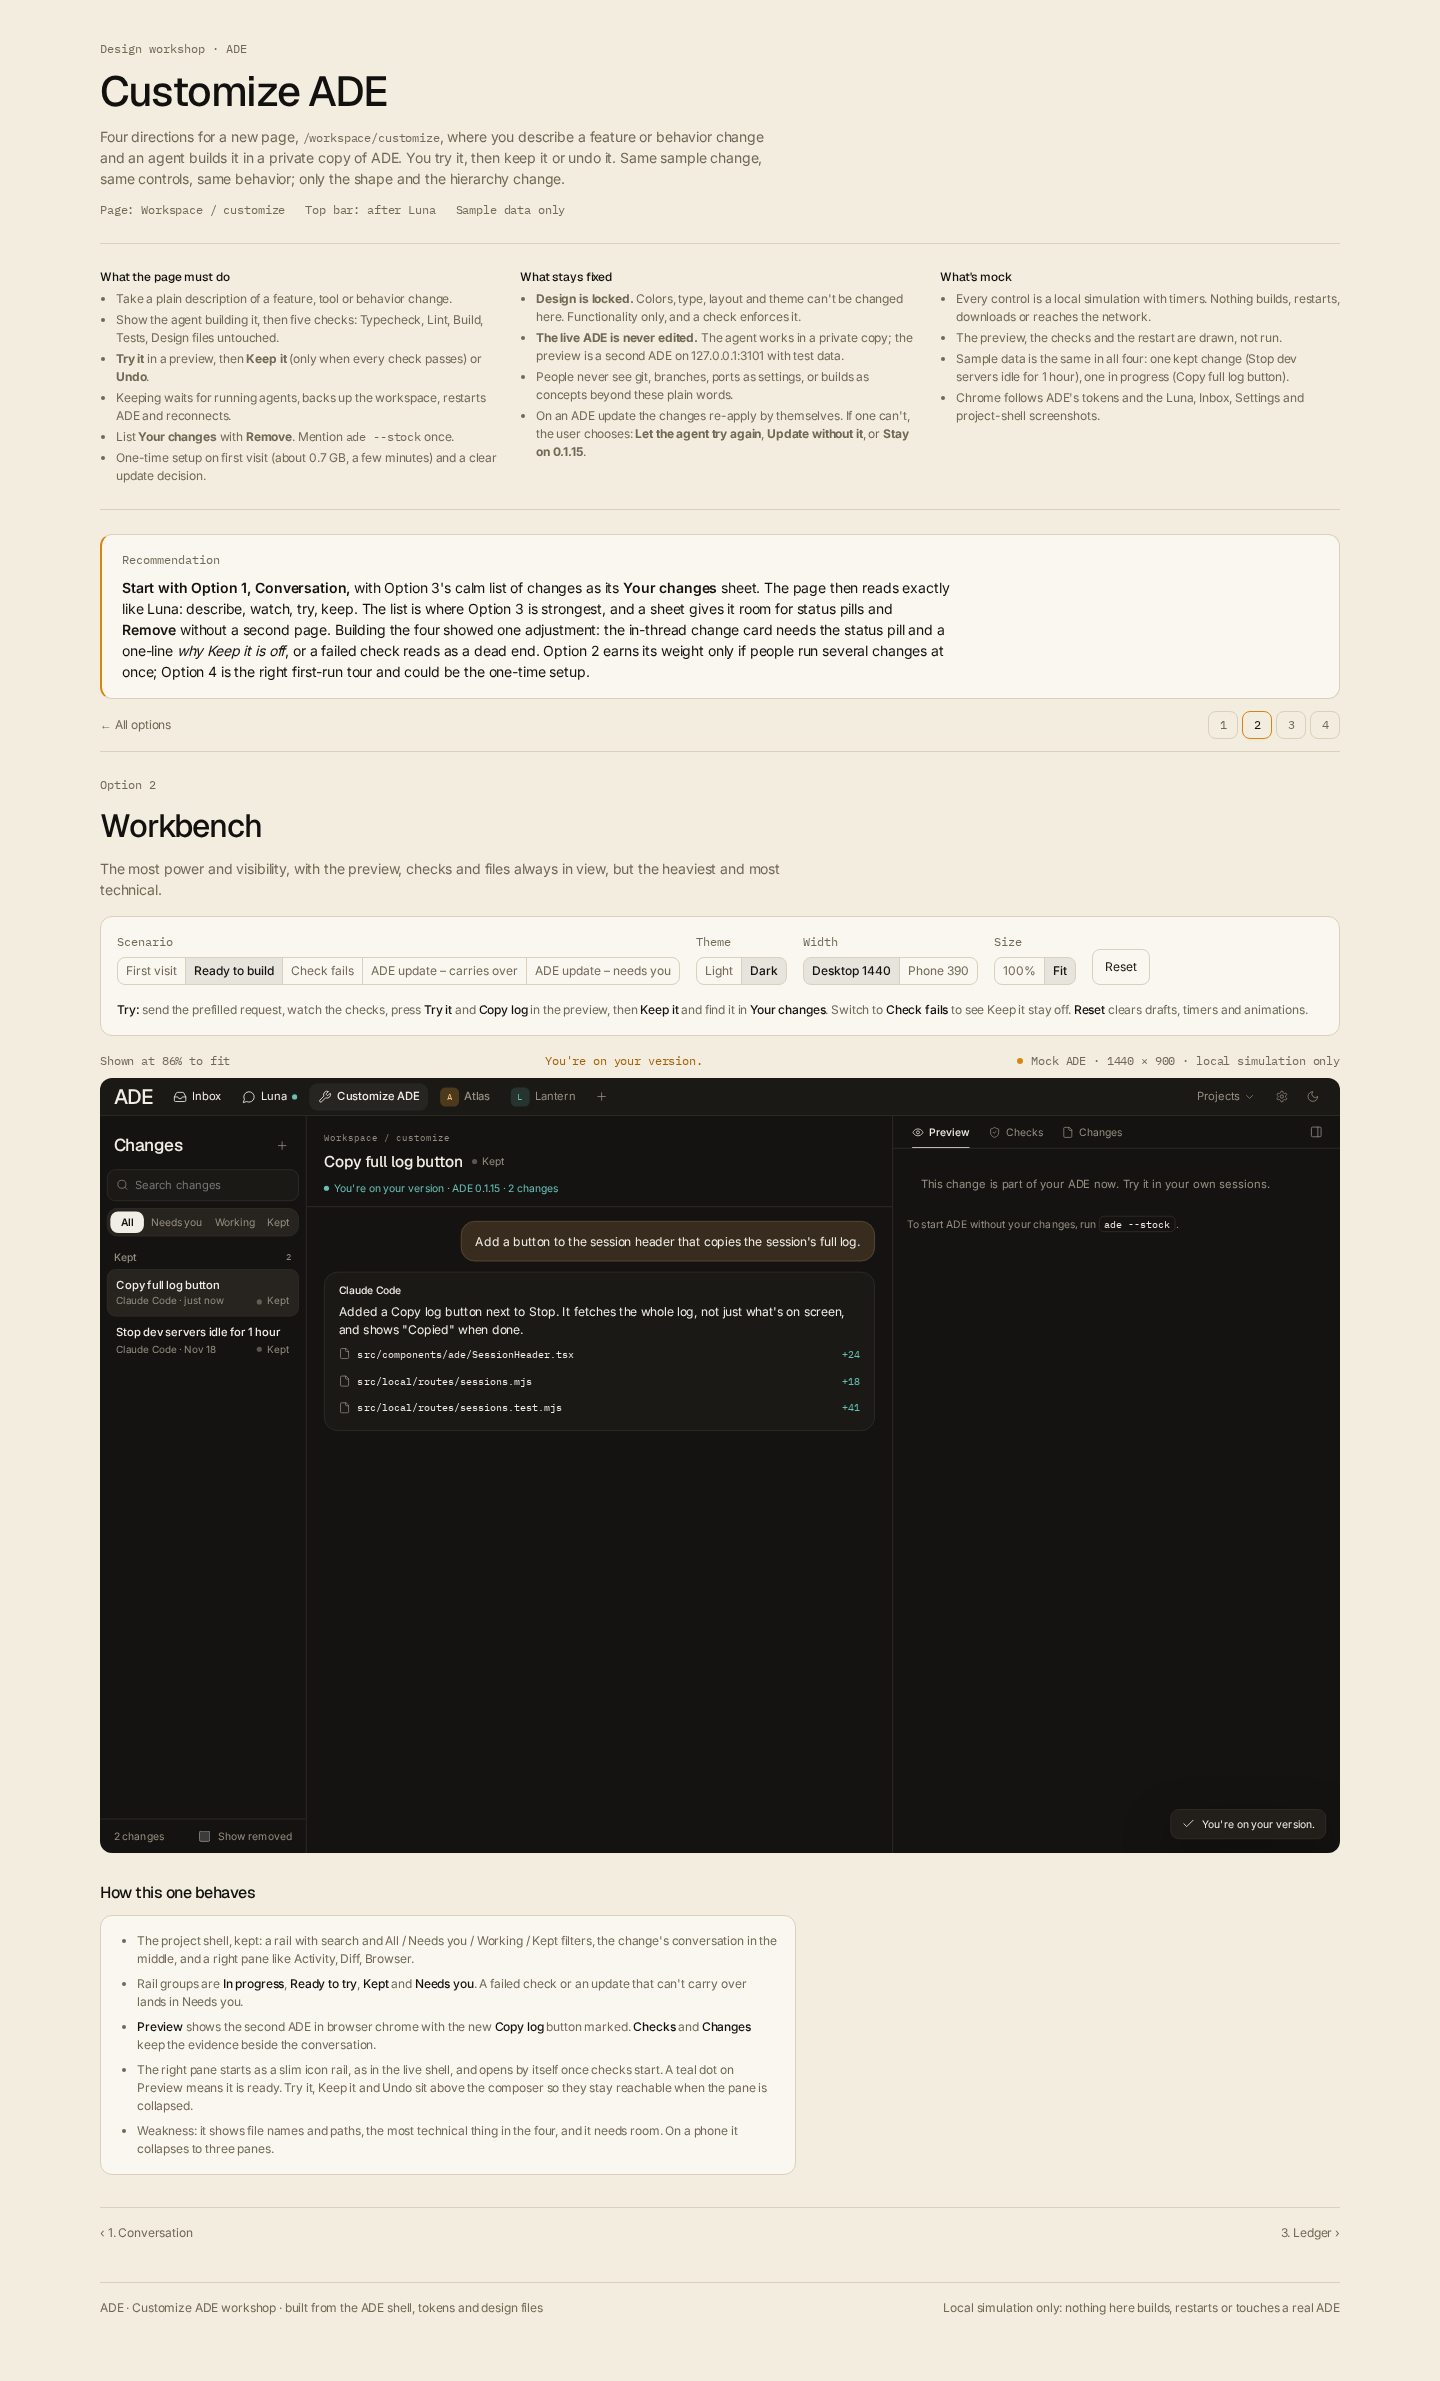 Design workshop · ADE
Customize ADE
Four directions for a new page, /workspace/customize, where you describe a feature or behavior change
and an agent builds it in a private copy of ADE. You try it, then keep it or undo it. Same sample change,
same controls, same behavior; only the shape and the hierarchy change.
Page: Workspace / customize Top bar: after Luna Sample data only
What the page must do
• Take a plain description of a feature, tool or behavior change.
• Show the agent building it, then five checks: Typecheck, Lint, Build,
Tests, Design files untouched.
• Try it in a preview, then Keep it (only when every check passes) or
Undo.
• Keeping waits for running agents, backs up the workspace, restarts
ADE and reconnects.
• List Your changes with Remove. Mention ade --stock once.
• One-time setup on first visit (about 0.7 GB, a few minutes) and a clear
update decision.
What stays fixed
• Design is locked. Colors, type, layout and theme can't be changed
here. Functionality only, and a check enforces it.
• The live ADE is never edited. The agent works in a private copy; the
preview is a second ADE on 127.0.0.1:3101 with test data.
• People never see git, branches, ports as settings, or builds as
concepts beyond these plain words.
• On an ADE update the changes re-apply by themselves. If one can't,
the user chooses: Let the agent try again, Update without it, or Stay
on 0.1.15.
What's mock
• Every control is a local simulation with timers. Nothing builds, restarts,
downloads or reaches the network.
• The preview, the checks and the restart are drawn, not run.
• Sample data is the same in all four: one kept change (Stop dev
servers idle for 1 hour), one in progress (Copy full log button).
• Chrome follows ADE's tokens and the Luna, Inbox, Settings and
project-shell screenshots.
Recommendation
Start with Option 1, Conversation, with Option 3's calm list of changes as its Your changes sheet. The page then reads exactly
like Luna: describe, watch, try, keep. The list is where Option 3 is strongest, and a sheet gives it room for status pills and
Remove without a second page. Building the four showed one adjustment: the in-thread change card needs the status pill and a
one-line why Keep it is off, or a failed check reads as a dead end. Option 2 earns its weight only if people run several changes at
once; Option 4 is the right first-run tour and could be the one-time setup.
← All options
1 2 3 4
Option 2
Workbench
The most power and visibility, with the preview, checks and files always in view, but the heaviest and most
technical.
Scenario Theme Width Size
First visit Ready to build Check fails ADE update – carries over ADE update – needs you Light Dark Desktop 1440 Phone 390 100% Fit Reset
Try: send the prefilled request, watch the checks, press Try it and Copy log in the preview, then Keep it and find it in Your changes. Switch to Check fails to see Keep it stay off. Reset clears drafts, timers and animations.
Shown at 86% to fit You're on your version. Mock ADE · 1440 × 900 · local simulation only
ADE Inbox Luna Customize ADE A Atlas L Lantern + Projects
Changes +
Search changes
All Needs you Working Kept
Kept 2
Copy full log button
Claude Code · just now Kept
Stop dev servers idle for 1 hour
Claude Code · Nov 18 Kept
2 changes Show removed
Workspace / customize
Copy full log button Kept
You're on your version · ADE 0.1.15 · 2 changes
Add a button to the session header that copies the session's full log.
Claude Code
Added a Copy log button next to Stop. It fetches the whole log, not just what's on screen,
and shows "Copied" when done.
src/components/ade/SessionHeader.tsx +24
src/local/routes/sessions.mjs +18
src/local/routes/sessions.test.mjs +41
Preview Checks Changes
This change is part of your ADE now. Try it in your own sessions.
To start ADE without your changes, run ade --stock.
You're on your version.
How this one behaves
• The project shell, kept: a rail with search and All / Needs you / Working / Kept filters, the change's conversation in the
middle, and a right pane like Activity, Diff, Browser.
• Rail groups are In progress, Ready to try, Kept and Needs you. A failed check or an update that can't carry over
lands in Needs you.
• Preview shows the second ADE in browser chrome with the new Copy log button marked. Checks and Changes
keep the evidence beside the conversation.
• The right pane starts as a slim icon rail, as in the live shell, and opens by itself once checks start. A teal dot on
Preview means it is ready. Try it, Keep it and Undo sit above the composer so they stay reachable when the pane is
collapsed.
• Weakness: it shows file names and paths, the most technical thing in the four, and it needs room. On a phone it
collapses to three panes.
‹ 1. Conversation
3. Ledger ›
ADE · Customize ADE workshop · built from the ADE shell, tokens and design files
Local simulation only: nothing here builds, restarts or touches a real ADE